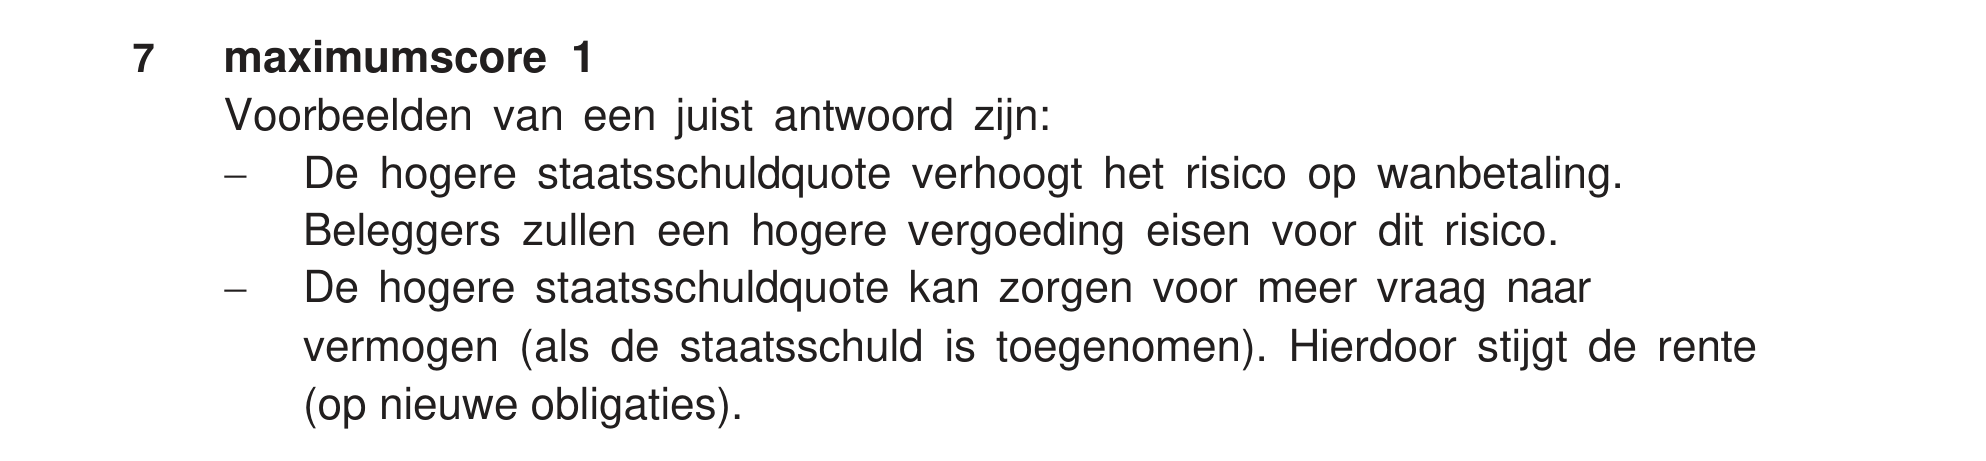 7 maximumscore 1
Voorbeelden van een juist antwoord zijn:
– De hogere staatsschuldquote verhoogt het risico op wanbetaling.
Beleggers zullen een hogere vergoeding eisen voor dit risico.
– De hogere staatsschuldquote kan zorgen voor meer vraag naar
vermogen (als de staatsschuld is toegenomen). Hierdoor stijgt de rente
(op nieuwe obligaties).